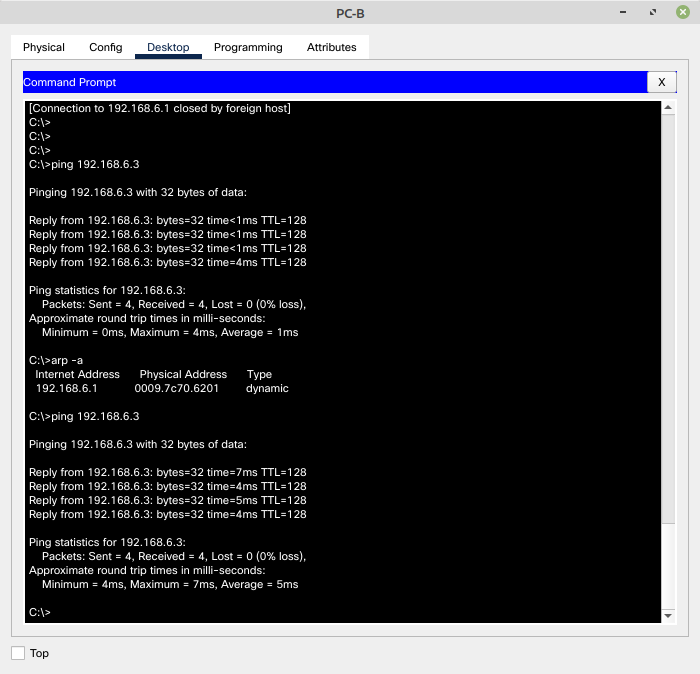 PC-B
Physical Config Desktop Programming Attributes
Command Prompt X
[Connection to 192.168.6.1 closed by foreign host]
C:\>
C:\>
C:\>
C:\>ping 192.168.6.3
Pinging 192.168.6.3 with 32 bytes of data:
Reply from 192.168.6.3: bytes=32 time<1ms TTL=128
Reply from 192.168.6.3: bytes=32 time<1ms TTL=128
Reply from 192.168.6.3: bytes=32 time<1ms TTL=128
Reply from 192.168.6.3: bytes=32 time=4ms TTL=128
Ping statistics for 192.168.6.3:
Packets: Sent = 4, Received = 4, Lost = 0 (0% loss),
Approximate round trip times in milli-seconds:
Minimum = 0ms, Maximum = 4ms, Average = 1ms
C:\>arp -a
Internet Address Physical Address Type
192.168.6.1 0009.7c70.6201 dynamic
C:\>ping 192.168.6.3
Pinging 192.168.6.3 with 32 bytes of data:
Reply from 192.168.6.3: bytes=32 time=7ms TTL=128
Reply from 192.168.6.3: bytes=32 time=4ms TTL=128
Reply from 192.168.6.3: bytes=32 time=5ms TTL=128
Reply from 192.168.6.3: bytes=32 time=4ms TTL=128
Ping statistics for 192.168.6.3:
Packets: Sent = 4, Received = 4, Lost = 0 (0% loss),
Approximate round trip times in milli-seconds:
Minimum = 4ms, Maximum = 7ms, Average = 5ms
C:\>
Top